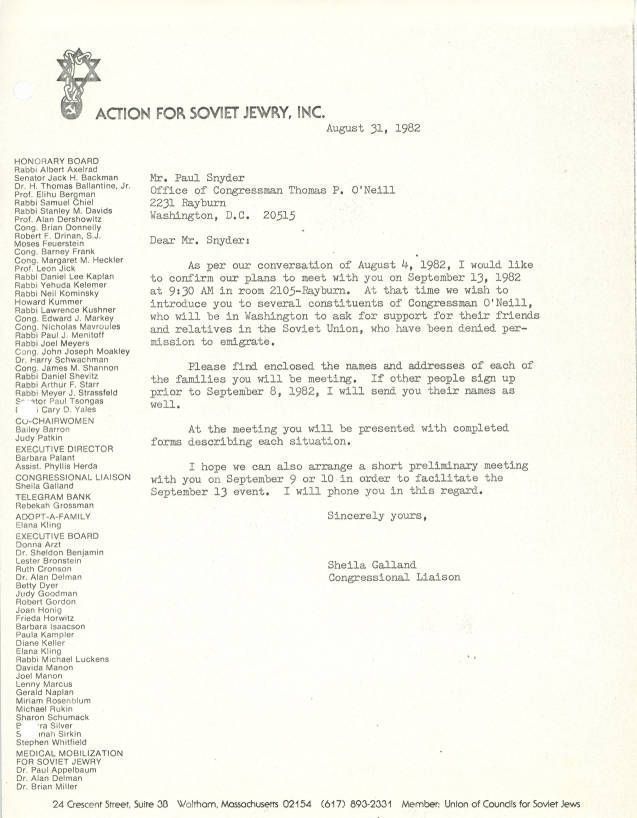 ACTION FOR SOVIET JEWRY, INC.
August 31, 1982
HONORARY BOARD
Rabbi Albert Axelrad
Senator Jack H. Backman
Dr. H. Thomas Ballantine, Jr.
Prof. Elihu Bergman
Rabbi Samuel Chiel
Rabbi Stanley M. Davids
Prof. Alan Dershowitz
Cong. Brian Donnelly
Robert F. Drinan, S.J.
Moses Feuerstein
Cong. Barney Frank
Cong. Margaret M. Heckler
Prof. Leon Jick
Rabbi Daniel Lee Kaplan
Rabbi Yehuda Kelemer
Rabbi Neil Kominsky
Howard Kummer
Rabbi Lawrence Kushner
Cong. Edward J. Markey
Cong. Nicholas Mavroules
Rabbi Paul J. Menitoff
Rabbi Joel Meyers
Cong. John Joseph Moakley
Dr. Harry Schwachman
Cong. James M. Shannon
Rabbi Daniel Shevitz
Rabbi Arthur F. Starr
Rabbi Meyer J. Strassfeld
Paul Tsongas
Cary D. Yales
CO-CHAIRWOMEN
Bailey Barron
Judy Patkin
EXECUTIVE DIRECTOR
Barbara Palant
Assist. Phyllis Herda
CONGRESSIONAL LIAISON
Sheila Galland
TELEGRAM BANK
Rebekah Grossman
ADOPT-A-FAMILY
Elana Kling
EXECUTIVE BOARD
Donna Arzt
Dr. Sheldon Benjamin
Lester Bronstein
Ruth Cronson
Dr. Alan Delman
Betty Dyer
Judy Goodman
Robert Gordon
Joan Honig
Frieda Horwitz
Barbara Isaacson
Paula Kampler
Diane Keller
Elana Kling
Rabbi Michael Luckens
Davida Manon
Joel Manon
Lenny Marcus
Gerald Naplan
Miriam Rosenblum
Michael Rukin
Sharon Schumack
Silver
Sirkin
Stephen Whitfield
MEDICAL MOBILIZATION
FOR SOVIET JEWRY
Dr. Paul Appelbaum
Dr. Alan Delman
Dr. Brian Miller
Mr. Paul Snyder
Office of Congressman Thomas P. O'Neill
2231 Rayburn
Washington, D.C. 20515
Dear Mr. Snyder:
As per our conversation of August 4, 1982, I would like
to confirm our plans to meet with you on September 13, 1982
at 9:30 AM in room 2105-Rayburn. At that time we wish to
introduce you to several constituents of Congressman O'Neill,
who will be in Washington to ask for support for their friends
and relatives in the Soviet Union, who have been denied per-
mission to emigrate.
Please find enclosed the names and addresses of each of
the families you will be meeting. If other people sign up
prior to September 8, 1982, I will send you their names as
well.
At the meeting you will be presented with completed
forms describing each situation.
I hope we can also arrange a short preliminary meeting
with you on September 9 or 10 in order to facilitate the
September 13 event. I will phone you in this regard.
Sincerely yours,
Sheila Galland
Congressional Liaison
24 Crescent Street, Suite 3B Waltham, Massachusetts 02154 (617) 893-2331 Member: Union of Councils for Soviet Jews